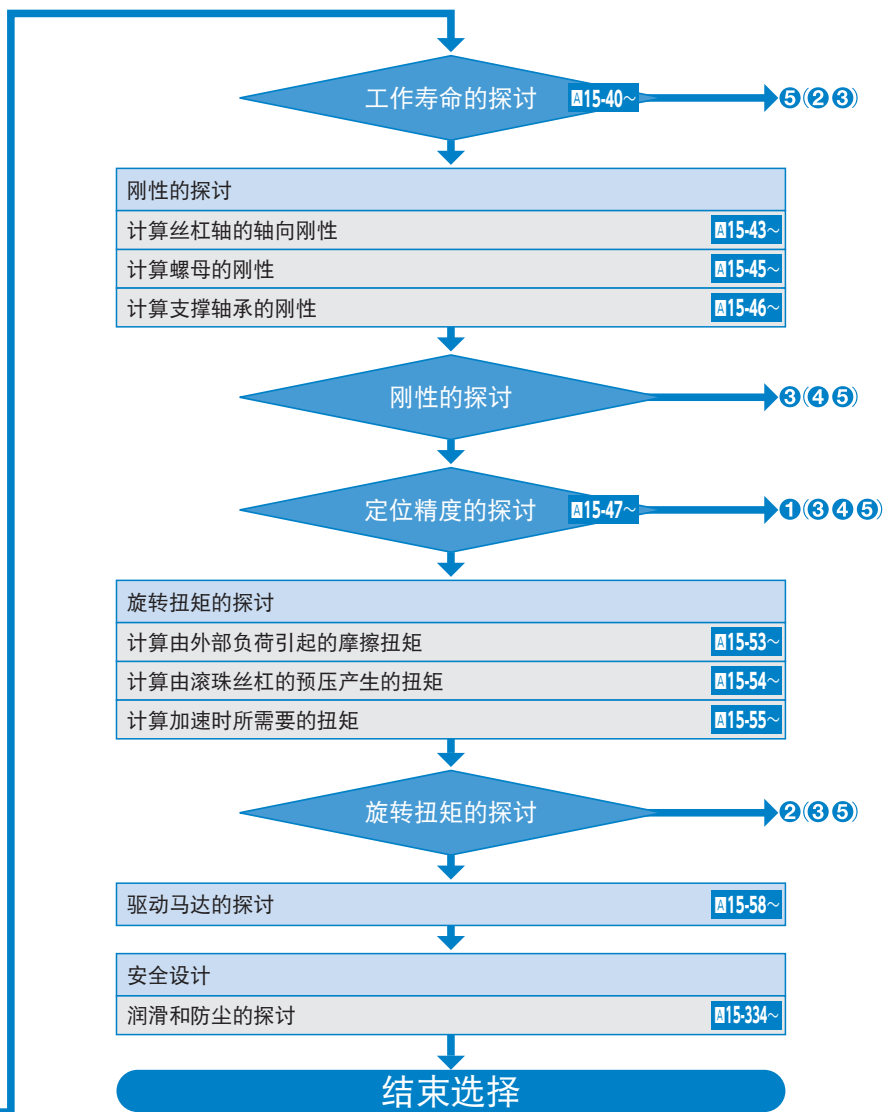 工作寿命的探讨 A15-40~ ❺(❷❸)
刚性的探讨
计算丝杠轴的轴向刚性 A15-43~
计算螺母的刚性 A15-45~
计算支撑轴承的刚性 A15-46~
刚性的探讨 ❸(❹❺)
定位精度的探讨 A15-47~ ❶(❸❹❺)
旋转扭矩的探讨
计算由外部负荷引起的摩擦扭矩 A15-53~
计算由滚珠丝杠的预压产生的扭矩 A15-54~
计算加速时所需要的扭矩 A15-55~
旋转扭矩的探讨 ❷(❸❺)
驱动马达的探讨 A15-58~
安全设计
润滑和防尘的探讨 A15-334~
结束选择